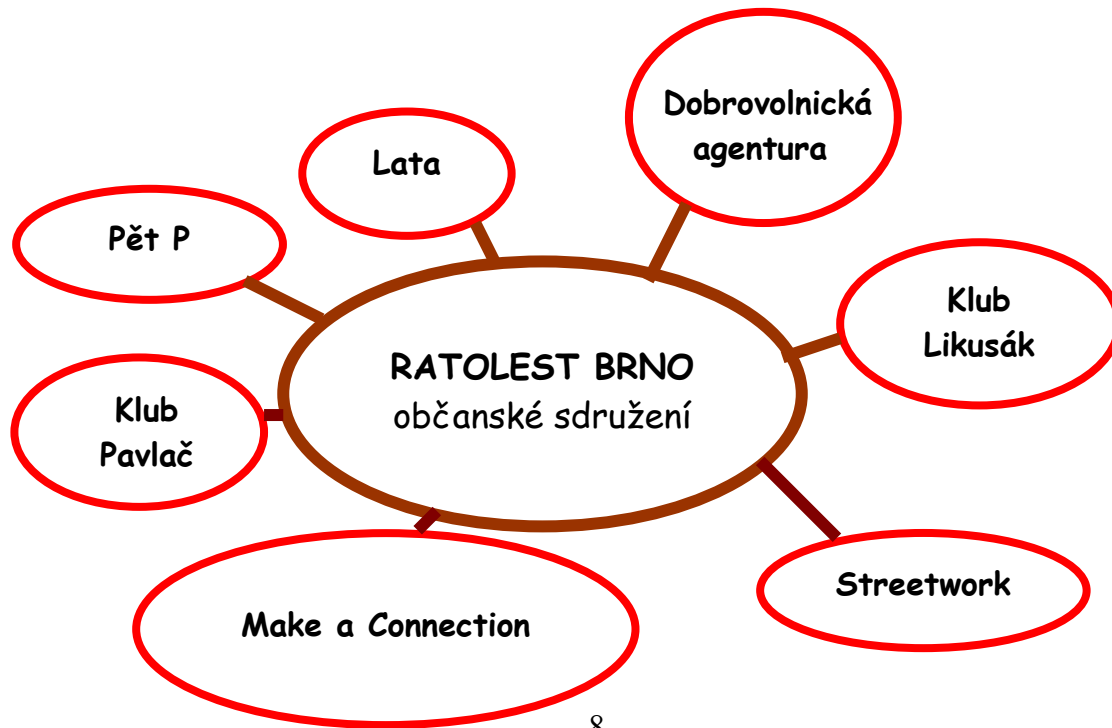 Dobrovolnická
agentura
Lata
Pět P
Klub
Likusák
RATOLEST BRNO
občanské sdružení
Klub
Pavlač
Streetwork
Make a Connection
8